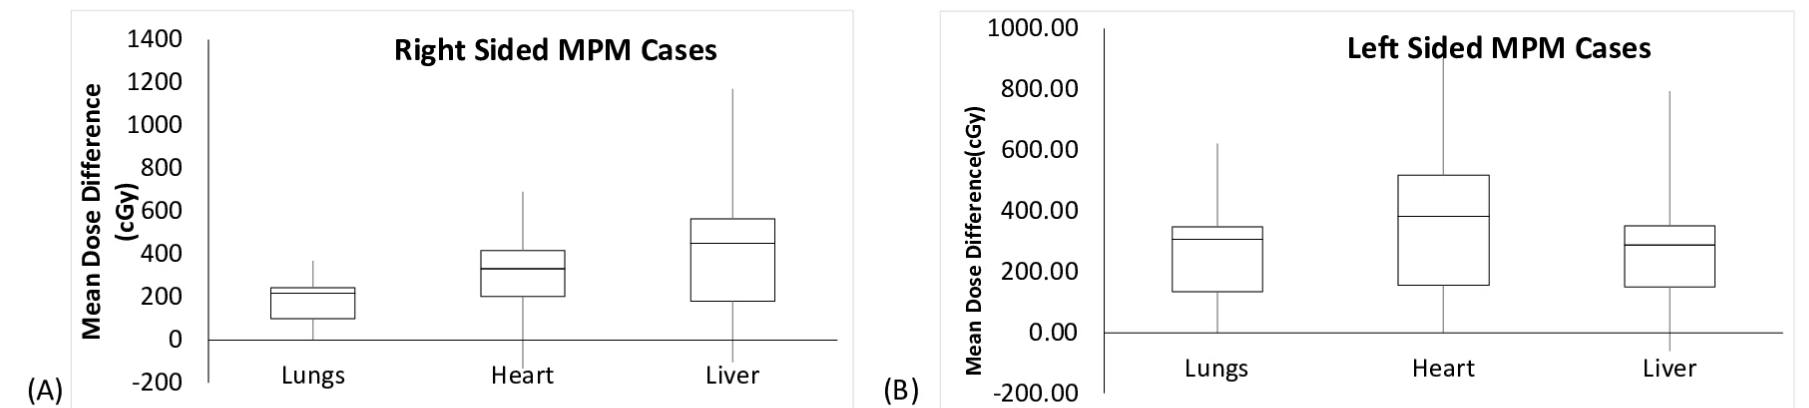 Right Sided MPM Cases
Mean Dose Difference
(cGy)
1400
1200
1000
800
600
400
200
0
-200
Lungs Heart Liver
(A)
Left Sided MPM Cases
Mean Dose Difference(cGy)
1000.00
800.00
600.00
400.00
200.00
0.00
-200.00
Lungs Heart Liver
(B)